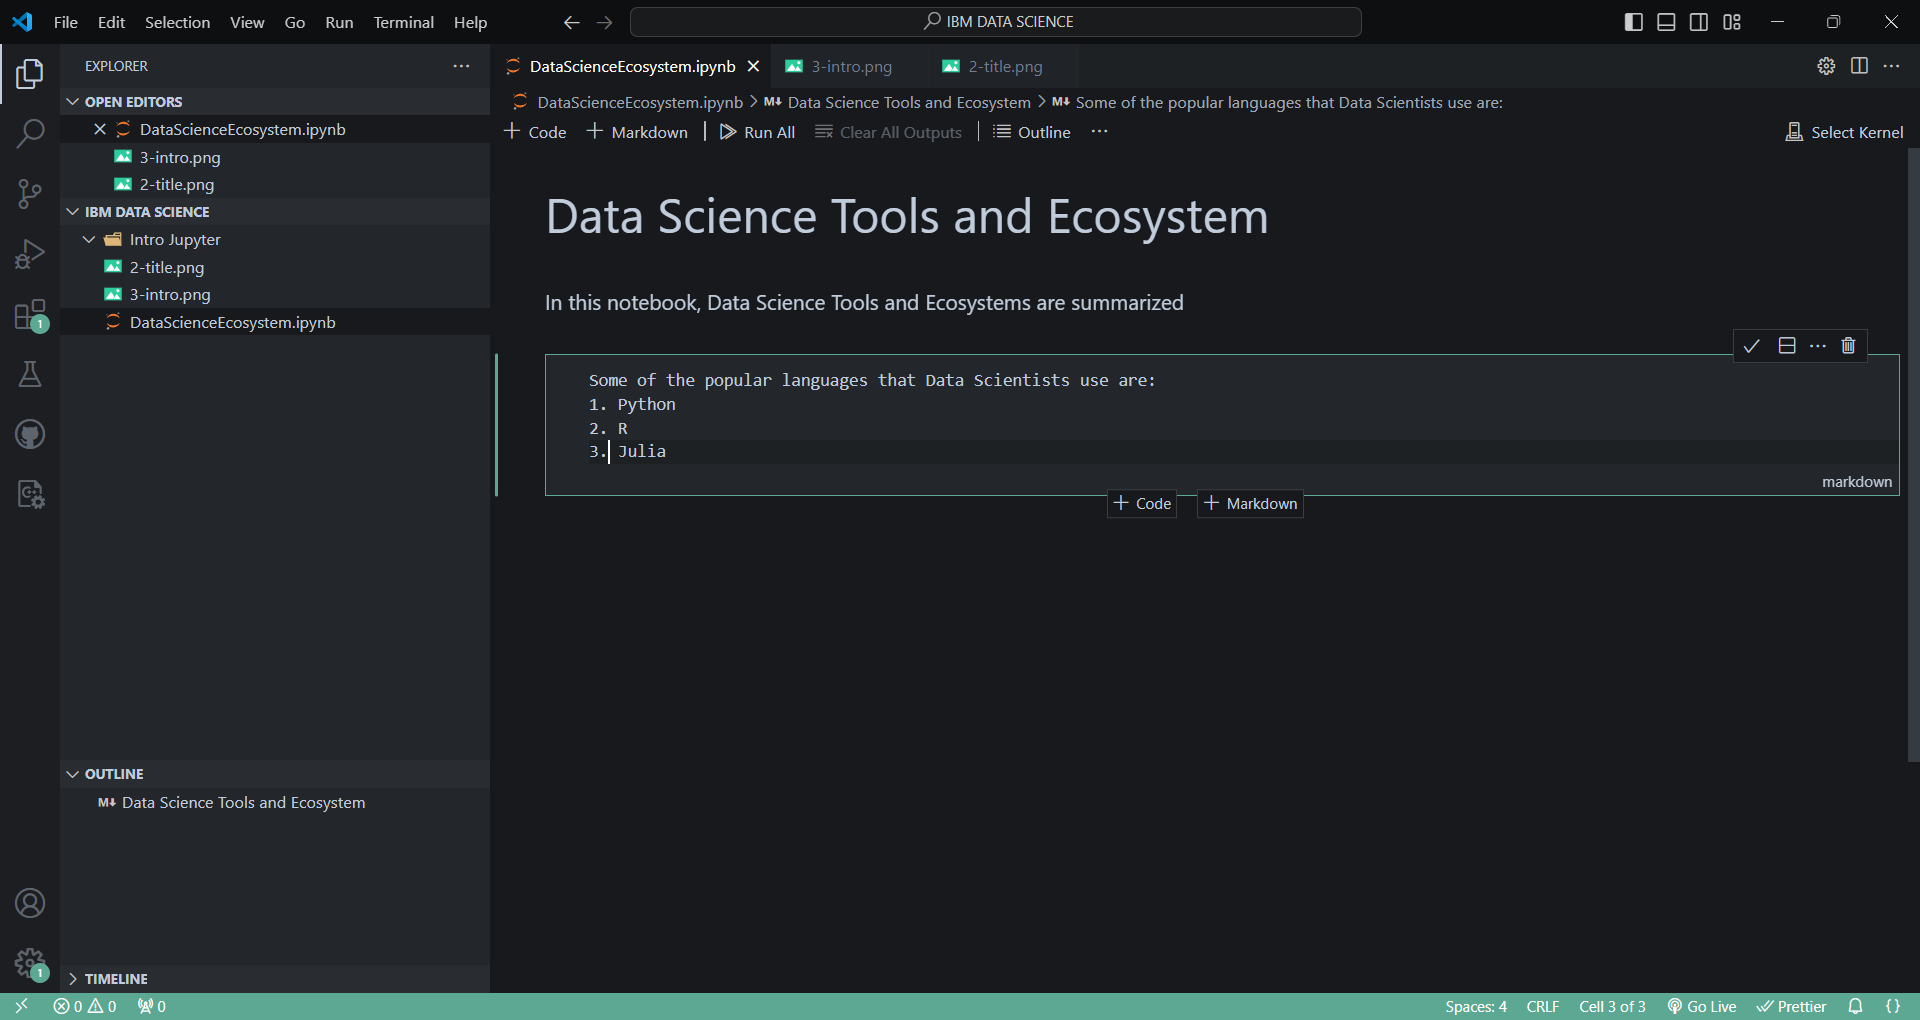 File Edit Selection View Go Run Terminal Help
IBM DATA SCIENCE
EXPLORER
OPEN EDITORS
DataScienceEcosystem.ipynb
3-intro.png
2-title.png
IBM DATA SCIENCE
Intro Jupyter
2-title.png
3-intro.png
DataScienceEcosystem.ipynb
OUTLINE
M↓ Data Science Tools and Ecosystem
TIMELINE
1
1
DataScienceEcosystem.ipynb 3-intro.png 2-title.png
DataScienceEcosystem.ipynb > M↓ Data Science Tools and Ecosystem > M↓ Some of the popular languages that Data Scientists use are:
+ Code + Markdown | Run All Clear All Outputs | Outline ··· Select Kernel
Data Science Tools and Ecosystem
In this notebook, Data Science Tools and Ecosystems are summarized
Some of the popular languages that Data Scientists use are:
1. Python
2. R
3. Julia
markdown
+ Code + Markdown
0 0 0 Spaces: 4 CRLF Cell 3 of 3 Go Live Prettier {}